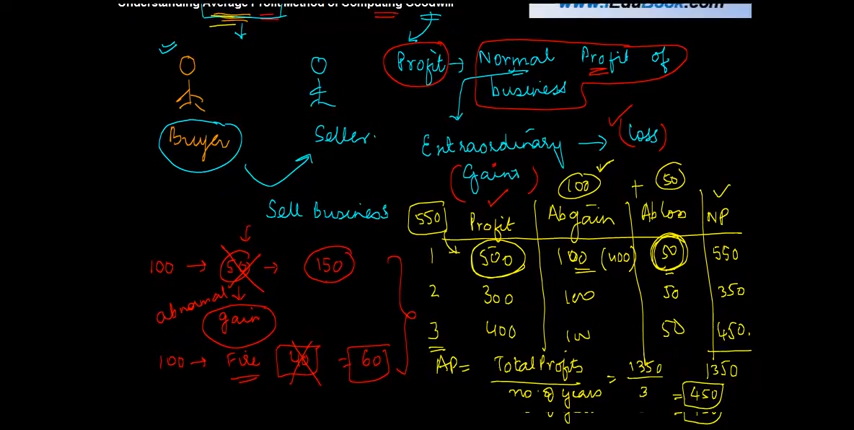 Understanding Average Profit Method of Computing Goodwill
www.1EduBook.com
Profit → Normal Profit of
business
Buyer
Seller.
Extraordinary → (Loss)
(Gains)
100 + 50
Sell business
550 Profit Abgain Abloss NP
1 500 100 (400) 50 550
2 300 100 50 350
3 400 100 50 450.
100 → 50 → 150
abnormal
gain
100 → Fire 40 = 60
AP = Total Profits = 1350 1350
no of years 3 = 450